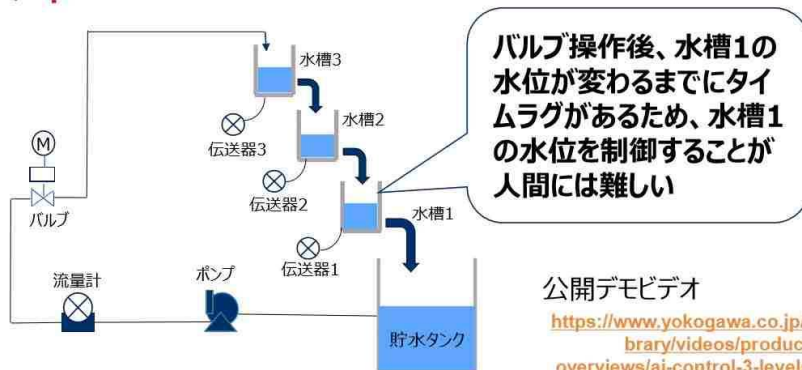 バルブ操作後、水槽1の
水位が変わるまでにタイ
ムラグがあるため、水槽1
の水位を制御することが
人間には難しい
水槽3
伝送器3
水槽2
伝送器2
水槽1
伝送器1
M
バルブ
流量計
ポンプ
貯水タンク
公開デモビデオ
https://www.yokogawa.co.jp/
brary/videos/produc
overviews/ai-control-3-level